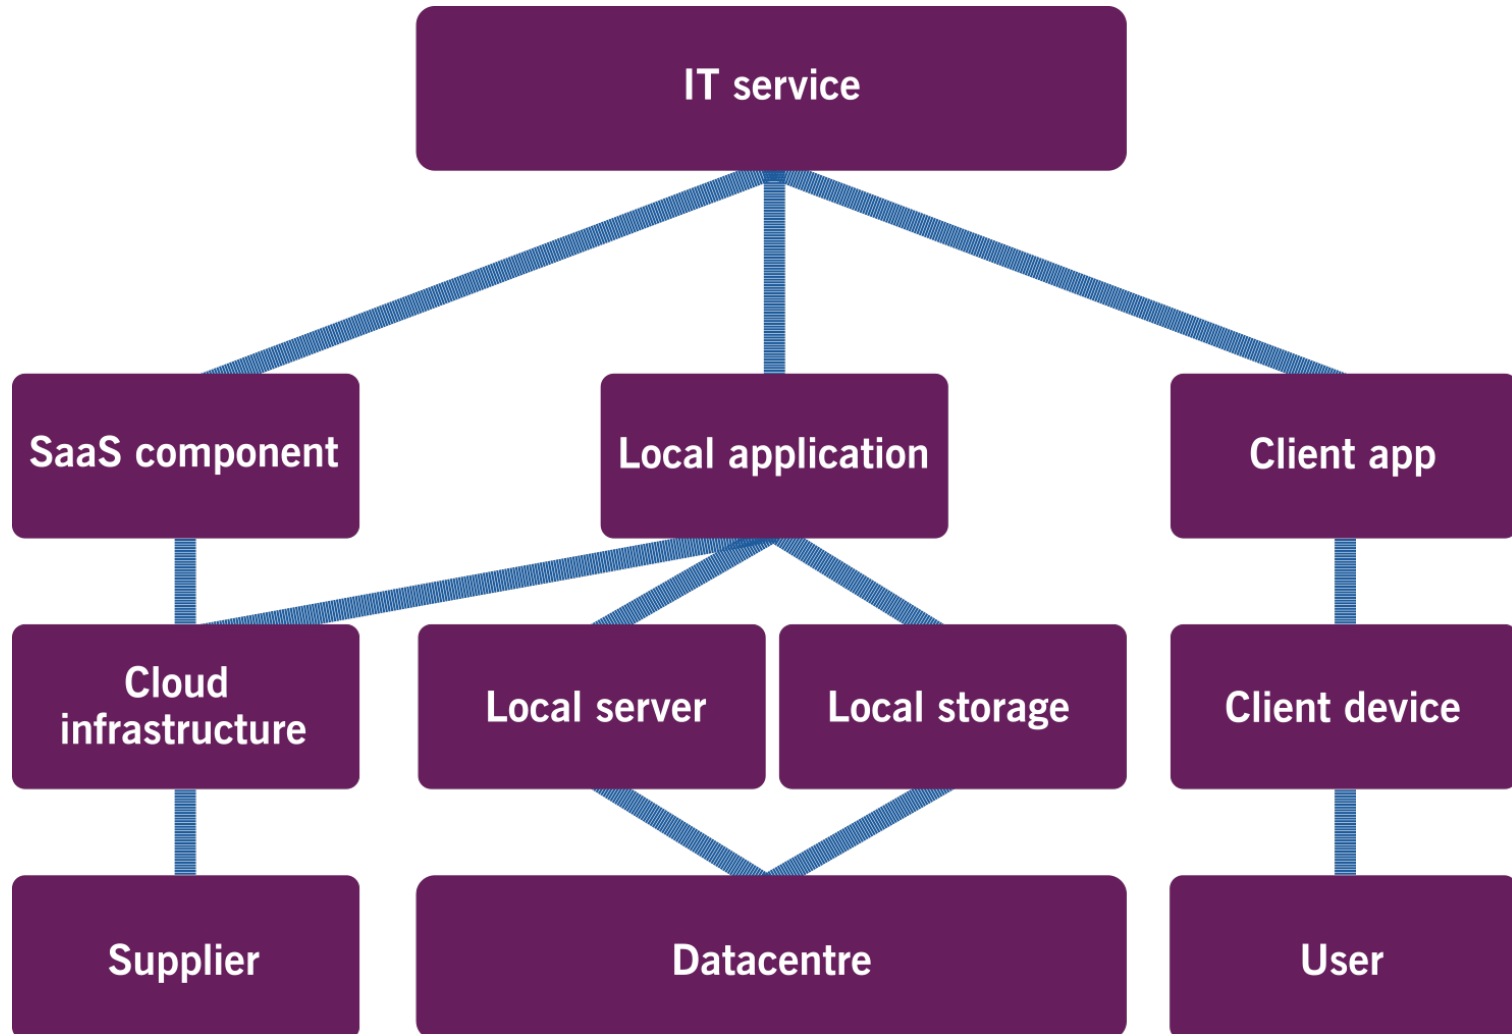 IT service
SaaS component
Local application
Client app
Cloud
infrastructure
Local server
Local storage
Client device
Supplier
Datacentre
User